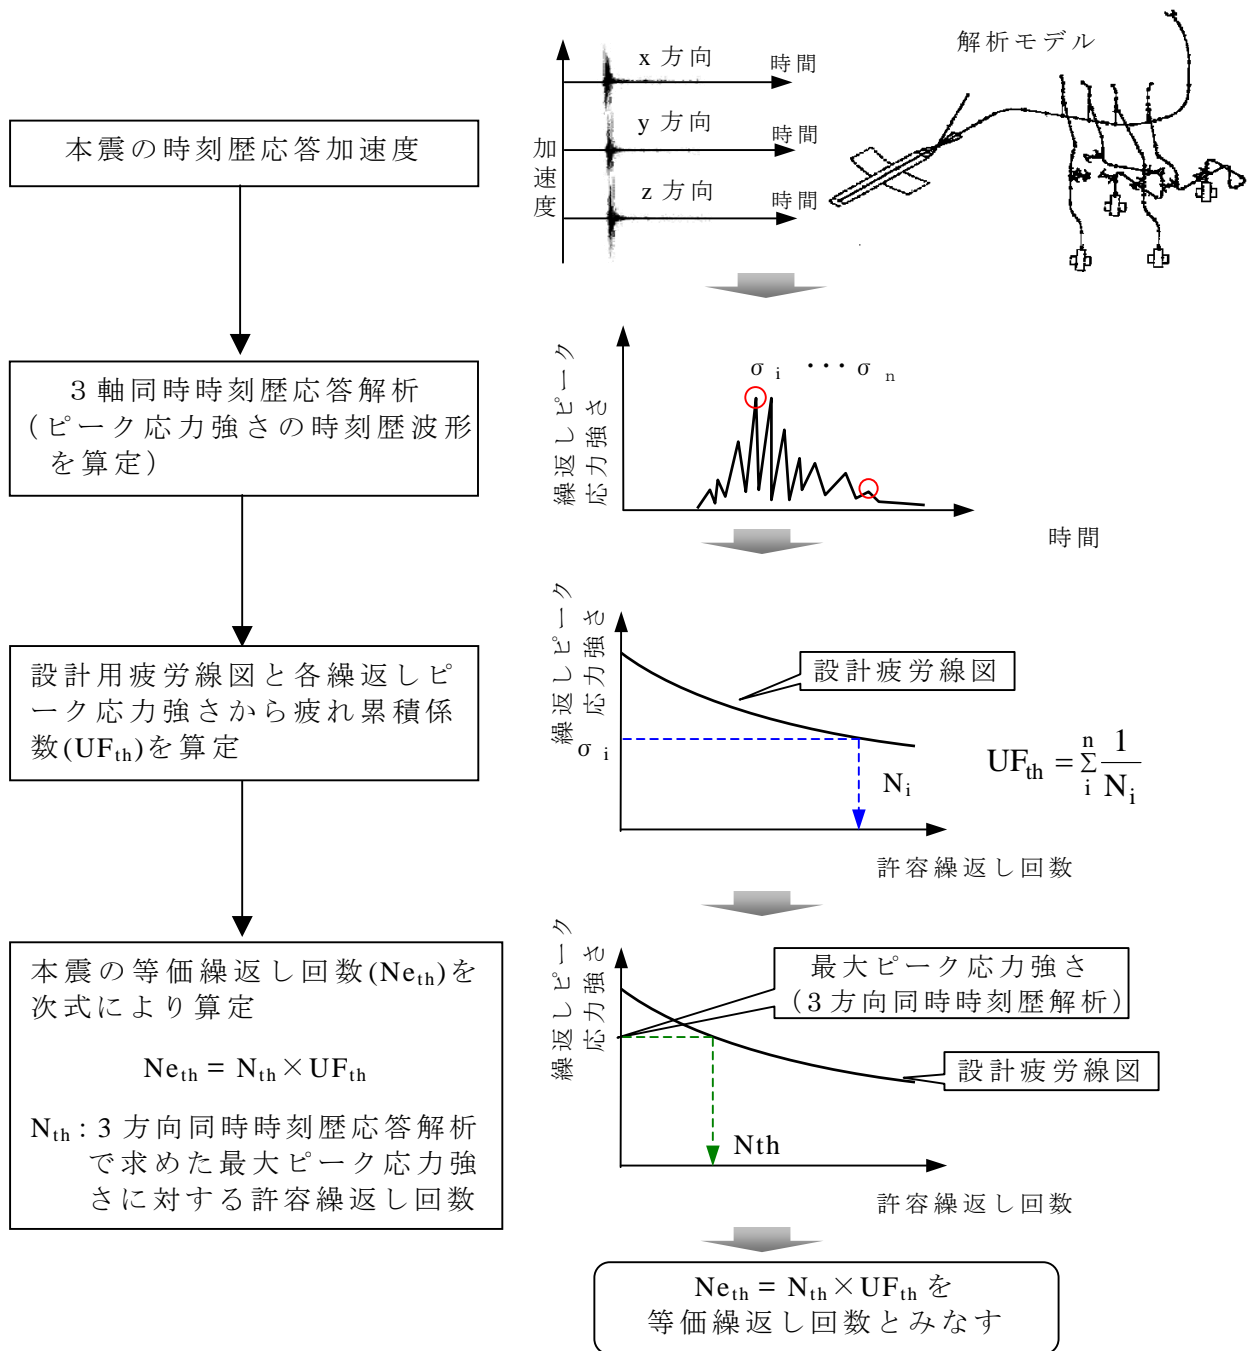 本震の時刻歴応答加速度
3軸同時時刻歴応答解析
(ピーク応力強さの時刻歴波形
を算定)
設計用疲労線図と各繰返しピ
ーク応力強さから疲れ累積係
数(UFth)を算定
本震の等価繰返し回数(Neth)を
次式により算定
Neth = Nth×UFth
Nth:3方向同時時刻歴応答解析
で求めた最大ピーク応力強
さに対する許容繰返し回数
加速度
x方向
時間
y方向
時間
z方向
時間
解析モデル
繰返しピーク
応力強さ
σi ・・・σn
時間
繰返しピーク
応力強さ
設計疲労線図
σi
Ni
UFth = Σ i n 1/Ni
許容繰返し回数
繰返しピーク
応力強さ
最大ピーク応力強さ
(3方向同時時刻歴解析)
設計疲労線図
Nth
許容繰返し回数
Neth = Nth×UFthを
等価繰返し回数とみなす